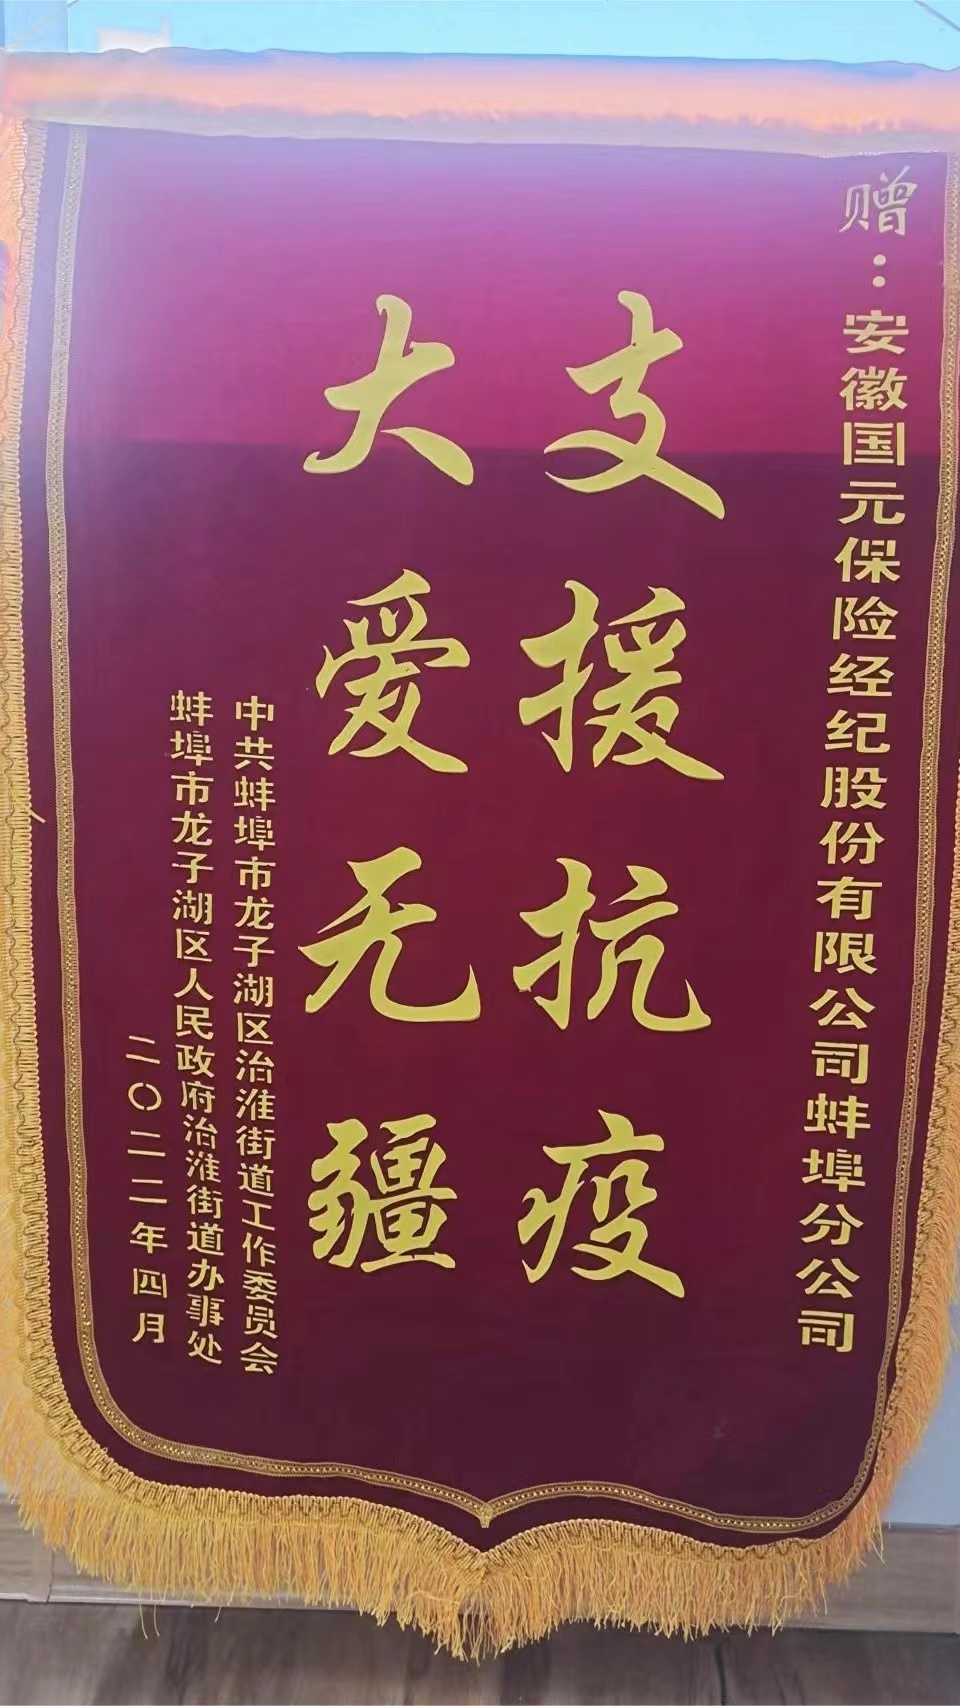 赠：安徽国元保险经纪股份有限公司蚌埠分公司
支援抗疫
大爱无疆
中共蚌埠市龙子湖区治淮街道工作委员会
蚌埠市龙子湖区人民政府治淮街道办事处
二〇二二年四月